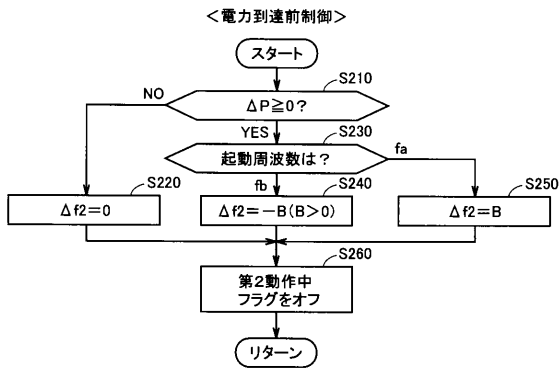 ＜電力到達前制御＞
スタート
S210
ΔP≧0？
NO
YES
S230
起動周波数は？
fa
fb
S220
Δf2＝0
S240
Δf2＝－B(B＞0)
S250
Δf2＝B
S260
第2動作中
フラグをオフ
リターン